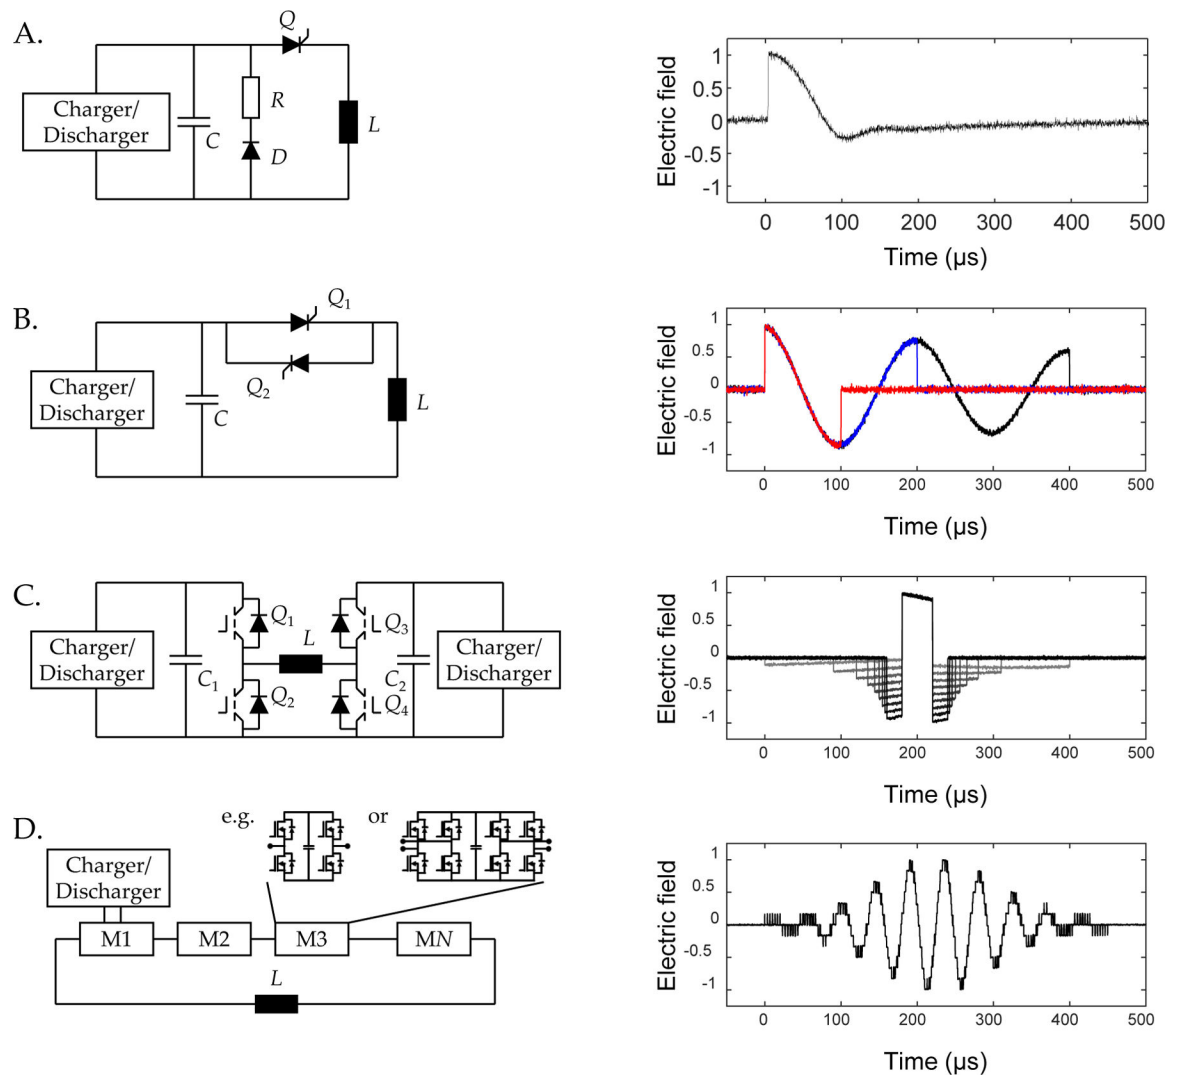 A.
Q
Charger/
Discharger
C
R
D
L
1
0.5
0
-0.5
-1
Electric field
0 100 200 300 400 500
Time (µs)
B.
Q1
Q2
Charger/
Discharger
C
L
1
0.5
0
-0.5
-1
Electric field
0 100 200 300 400 500
Time (µs)
C.
Charger/
Discharger
C1
Q1
Q2
L
Q3
Q4
C2
Charger/
Discharger
1
0.5
0
-0.5
-1
Electric field
0 100 200 300 400 500
Time (µs)
D.
e.g. or
Charger/
Discharger
M1 M2 M3 MN
L
1
0.5
0
-0.5
-1
Electric field
0 100 200 300 400 500
Time (µs)